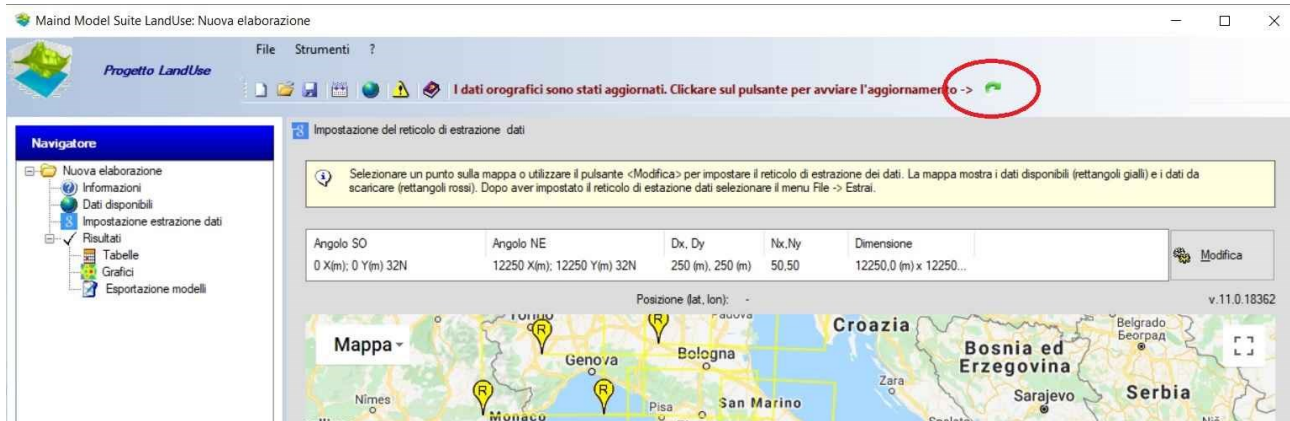 Maind Model Suite LandUse: Nuova elaborazione
File Strumenti ?
Progetto LandUse
I dati orografici sono stati aggiornati. Clickare sul pulsante per avviare l'aggiornamento ->
Navigatore
Nuova elaborazione
Informazioni
Dati disponibili
Impostazione estrazione dati
Risultati
Tabelle
Grafici
Esportazione modelli
Impostazione del reticolo di estrazione dati
Selezionare un punto sulla mappa o utilizzare il pulsante <Modifica> per impostare il reticolo di estrazione dei dati. La mappa mostra i dati disponibili (rettangoli gialli) e i dati da
scaricare (rettangoli rossi). Dopo aver impostato il reticolo di estazione dati selezionare il menu File -> Estrai.
Angolo SO Angolo NE Dx, Dy Nx,Ny Dimensione
0 X(m); 0 Y(m) 32N 12250 X(m); 12250 Y(m) 32N 250 (m), 250 (m) 50,50 12250,0 (m) x 12250...
Modifica
Posizione (lat, lon): -
v.11.0.18362
Mappa
Torino
Padova
Croazia
Belgrado
Београд
R
R
Genova
Bologna
Bosnia ed
Erzegovina
Zara
Nîmes
R
R
Pisa
San Marino
Sarajevo
Serbia
Monaco